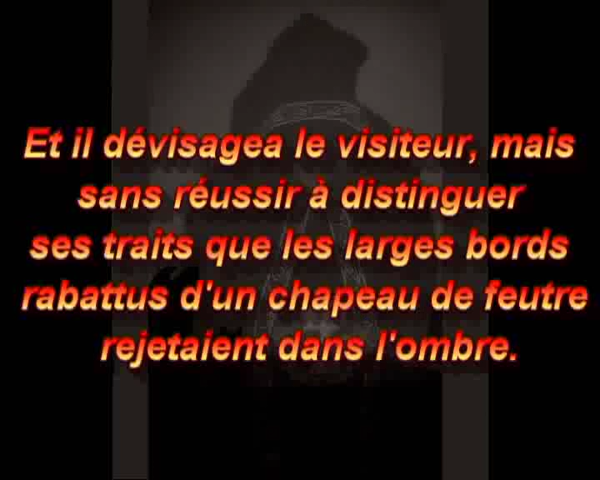 Et il dévisagea le visiteur, mais
sans réussir à distinguer
ses traits que les larges bords
rabattus d'un chapeau de feutre
rejetaient dans l'ombre.